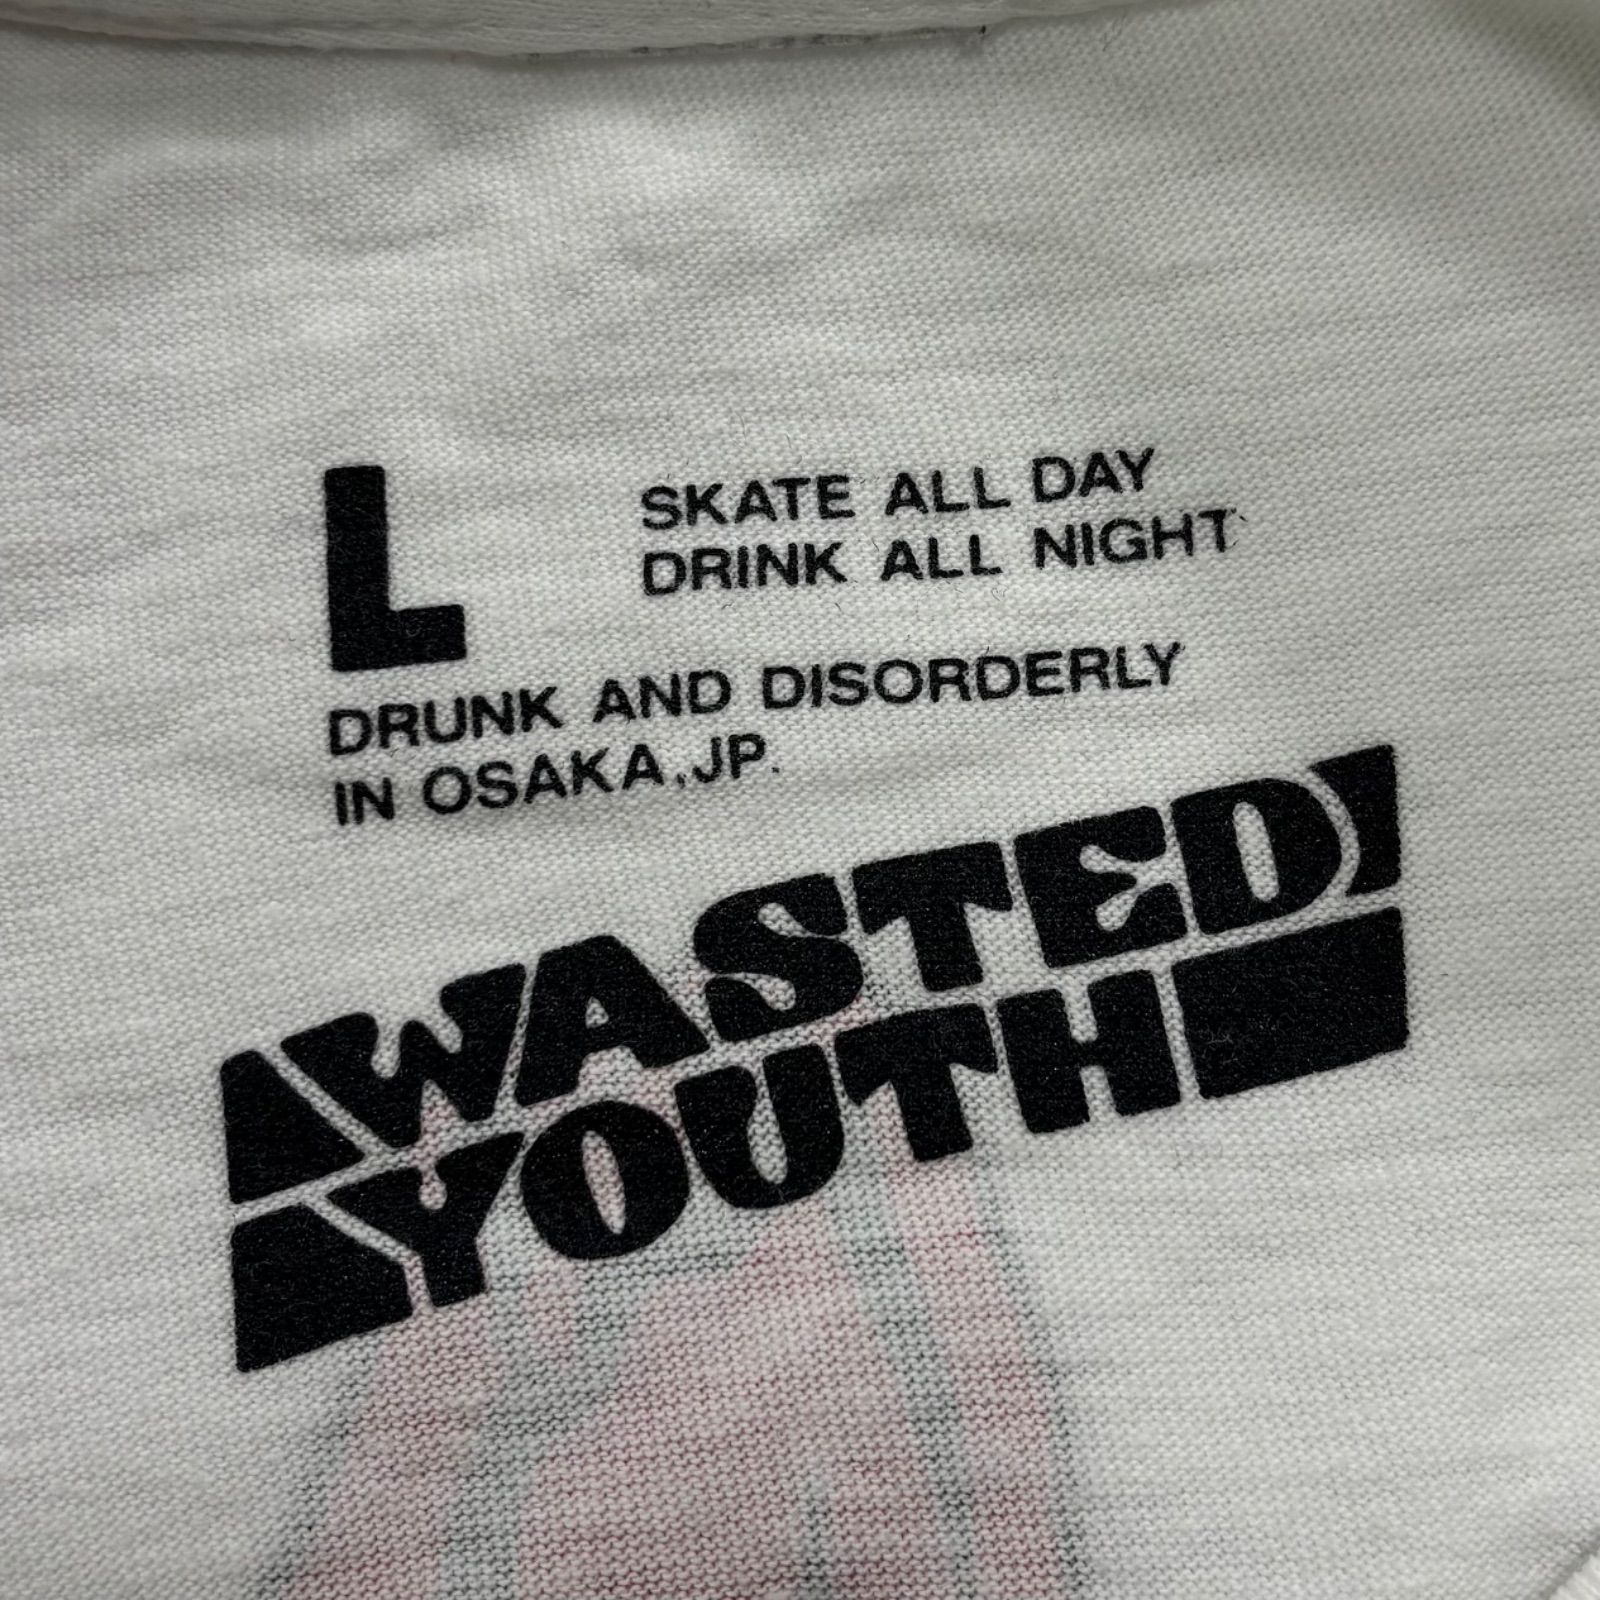 L
SKATE ALL DAY
DRINK ALL NIGHT
DRUNK AND DISORDERLY
IN OSAKA,JP.
WASTED
YOUTH